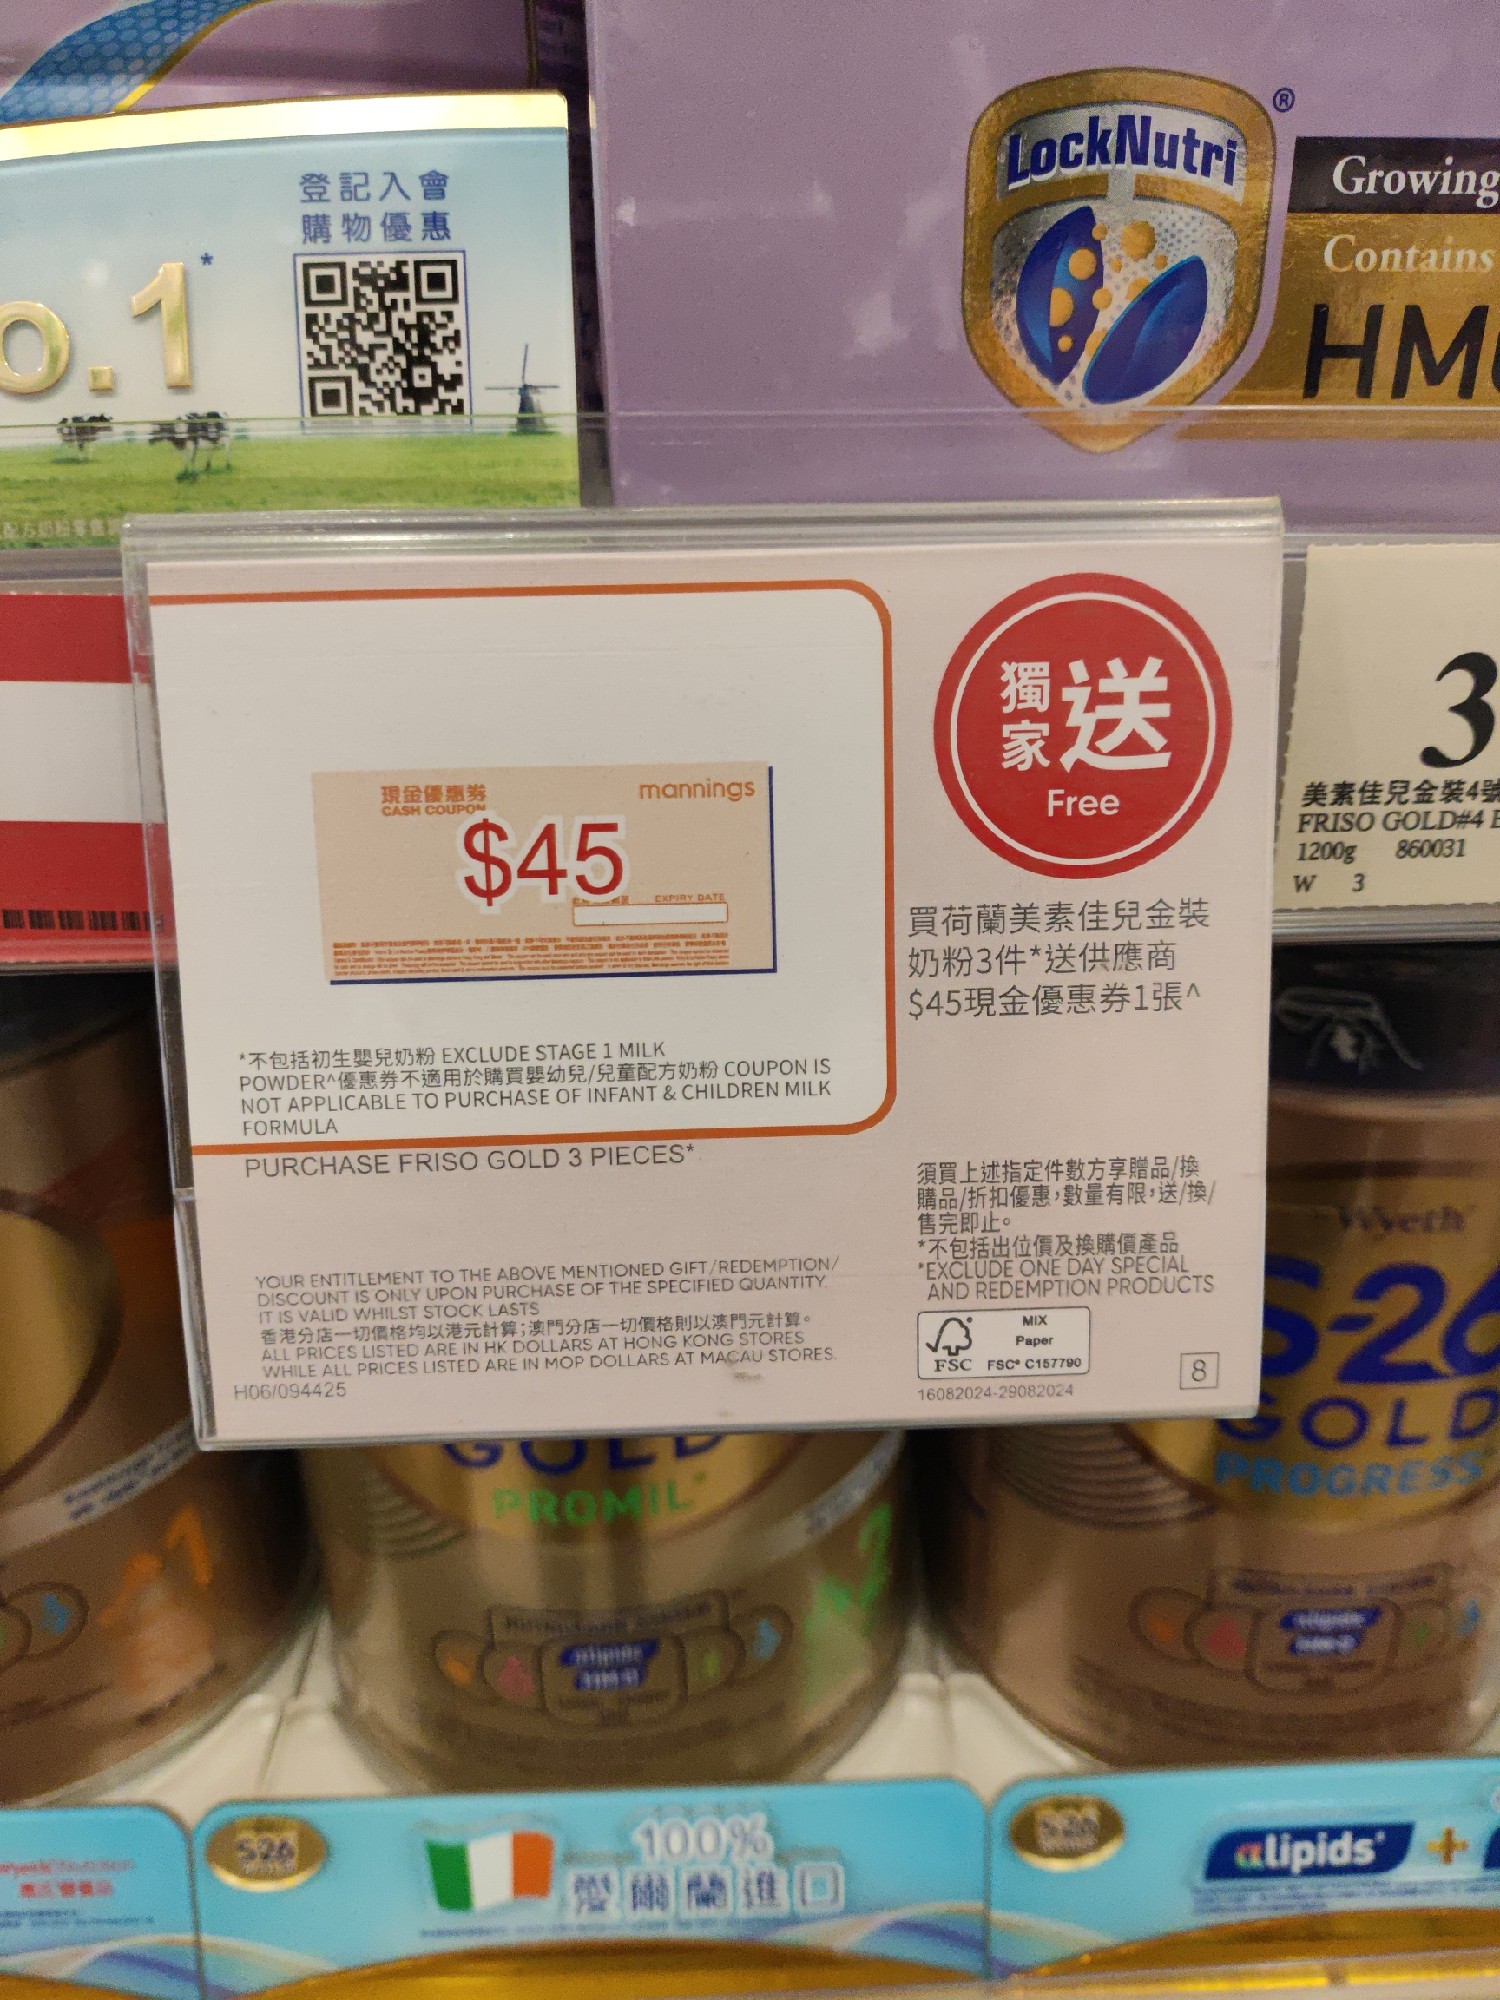 登記入會
購物優惠
o.1*
LockNutri®
Growing
Contains
HM
獨家送
Free
現金優惠券
CASH COUPON
mannings
$45
EXPIRY DATE
買荷蘭美素佳兒金裝
奶粉3件*送供應商
$45現金優惠券1張^
*不包括初生嬰兒奶粉 EXCLUDE STAGE 1 MILK
POWDER^優惠券不適用於購買嬰幼兒/兒童配方奶粉 COUPON IS
NOT APPLICABLE TO PURCHASE OF INFANT & CHILDREN MILK
FORMULA
PURCHASE FRISO GOLD 3 PIECES*
須買上述指定件數方享贈品/換
購品/折扣優惠，數量有限，送/換/
售完即止。
*不包括出位價及換購價產品
*EXCLUDE ONE DAY SPECIAL
AND REDEMPTION PRODUCTS
YOUR ENTITLEMENT TO THE ABOVE MENTIONED GIFT/REDEMPTION/
DISCOUNT IS ONLY UPON PURCHASE OF THE SPECIFIED QUANTITY.
IT IS VALID WHILST STOCK LASTS
香港分店一切價格均以港元計算；澳門分店一切價格則以澳門元計算。
ALL PRICES LISTED ARE IN HK DOLLARS AT HONG KONG STORES
WHILE ALL PRICES LISTED ARE IN MOP DOLLARS AT MACAU STORES.
H06/094425
FSC
MIX
Paper
FSC® C157790
16082024-29082024
8
3
美素佳兒金裝4號
FRISO GOLD#4
1200g 860031
W 3
Wyeth
S-26
GOLD
PROGRESS
GOLD
PROMIL
2
1
S26
100%
愛爾蘭進口
S26
αlipids +